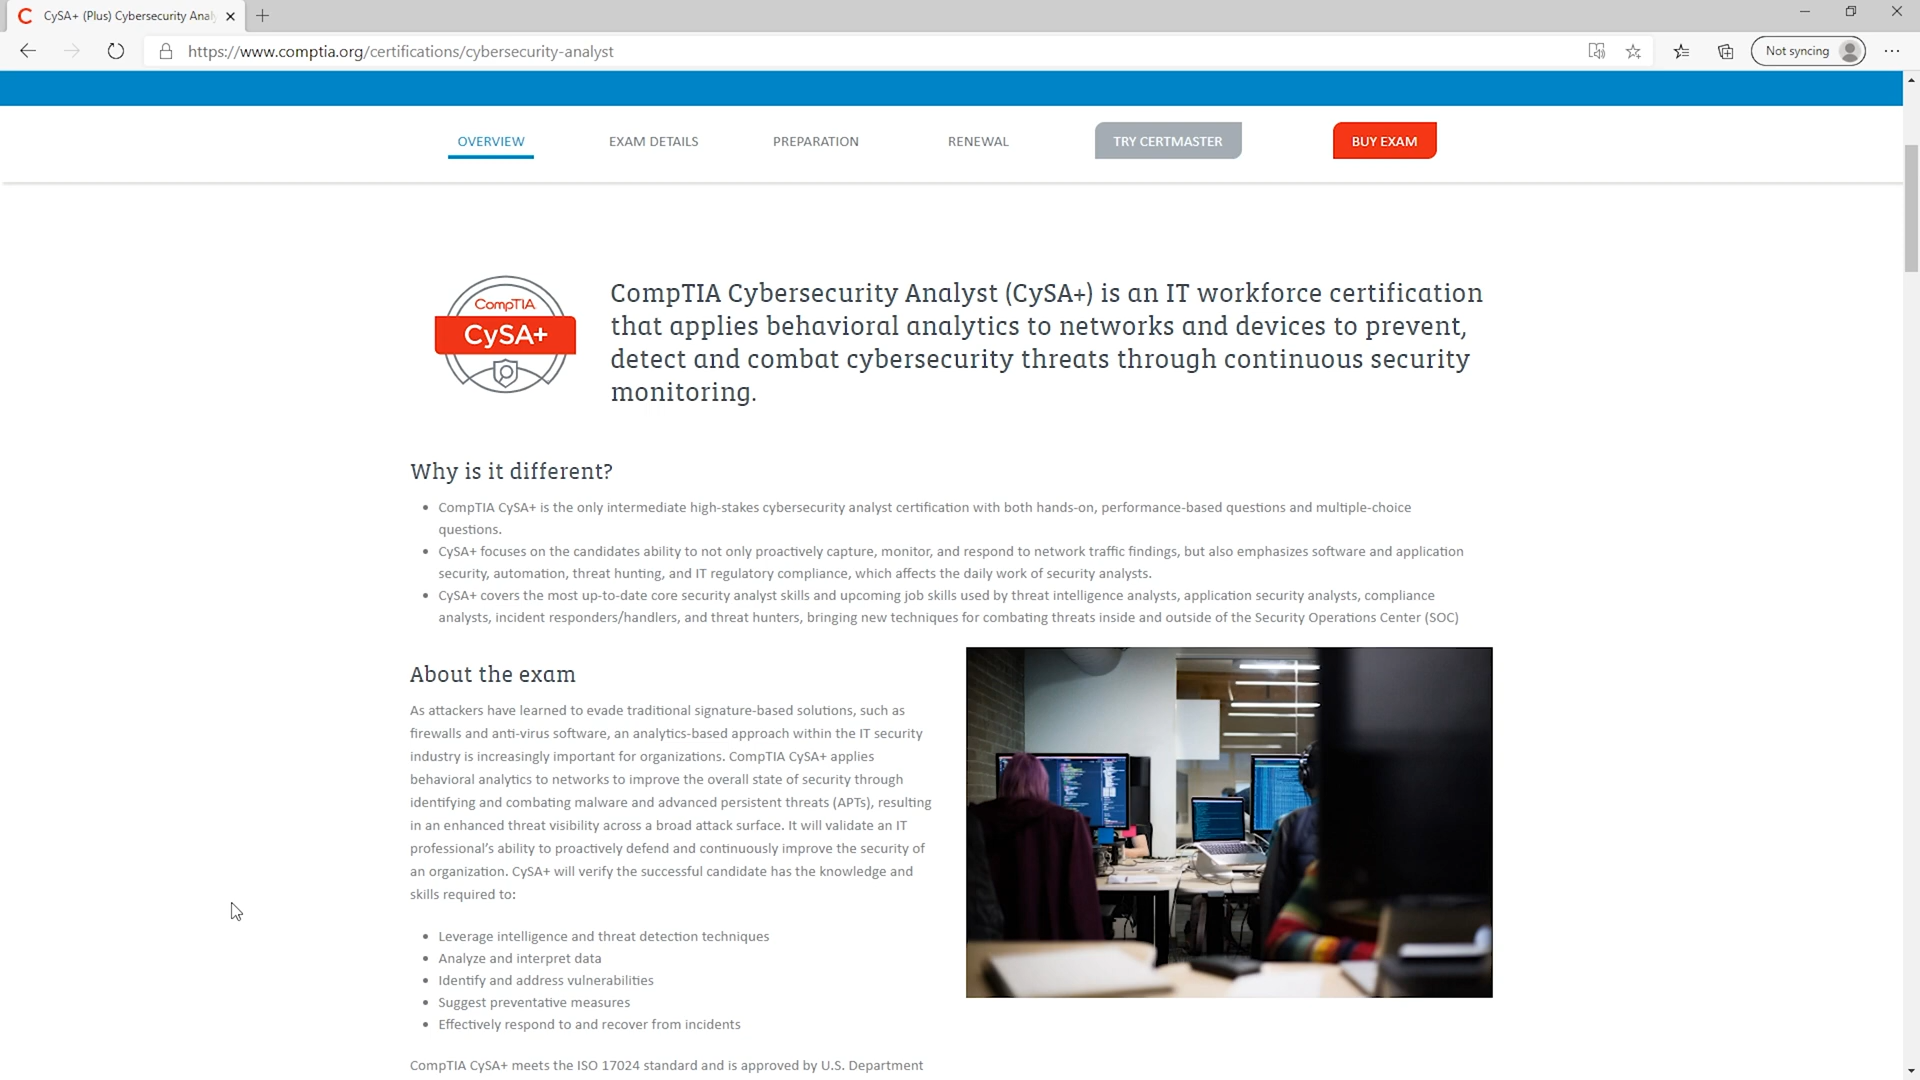 CySA+ (Plus) Cybersecurity Anal
https://www.comptia.org/certifications/cybersecurity-analyst
Not syncing
OVERVIEW
EXAM DETAILS
PREPARATION
RENEWAL
TRY CERTMASTER
BUY EXAM
CompTIA
CySA+
CompTIA Cybersecurity Analyst (CySA+) is an IT workforce certification
that applies behavioral analytics to networks and devices to prevent,
detect and combat cybersecurity threats through continuous security
monitoring.
Why is it different?
• CompTIA CySA+ is the only intermediate high-stakes cybersecurity analyst certification with both hands-on, performance-based questions and multiple-choice
questions.
• CySA+ focuses on the candidates ability to not only proactively capture, monitor, and respond to network traffic findings, but also emphasizes software and application
security, automation, threat hunting, and IT regulatory compliance, which affects the daily work of security analysts.
• CySA+ covers the most up-to-date core security analyst skills and upcoming job skills used by threat intelligence analysts, application security analysts, compliance
analysts, incident responders/handlers, and threat hunters, bringing new techniques for combating threats inside and outside of the Security Operations Center (SOC)
About the exam
As attackers have learned to evade traditional signature-based solutions, such as
firewalls and anti-virus software, an analytics-based approach within the IT security
industry is increasingly important for organizations. CompTIA CySA+ applies
behavioral analytics to networks to improve the overall state of security through
identifying and combating malware and advanced persistent threats (APTs), resulting
in an enhanced threat visibility across a broad attack surface. It will validate an IT
professional's ability to proactively defend and continuously improve the security of
an organization. CySA+ will verify the successful candidate has the knowledge and
skills required to:
• Leverage intelligence and threat detection techniques
• Analyze and interpret data
• Identify and address vulnerabilities
• Suggest preventative measures
• Effectively respond to and recover from incidents
CompTIA CySA+ meets the ISO 17024 standard and is approved by U.S. Department